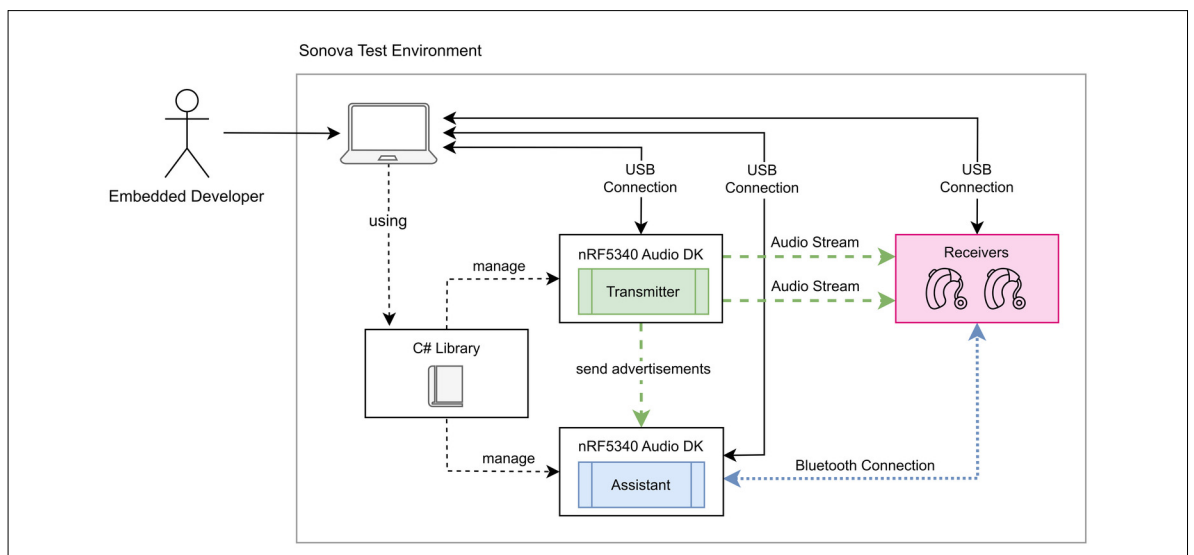 Sonova Test Environment
Embedded Developer
using
USB
Connection
USB
Connection
USB
Connection
manage
nRF5340 Audio DK
Transmitter
Audio Stream
Audio Stream
Receivers
C# Library
send advertisements
manage
nRF5340 Audio DK
Assistant
Bluetooth Connection